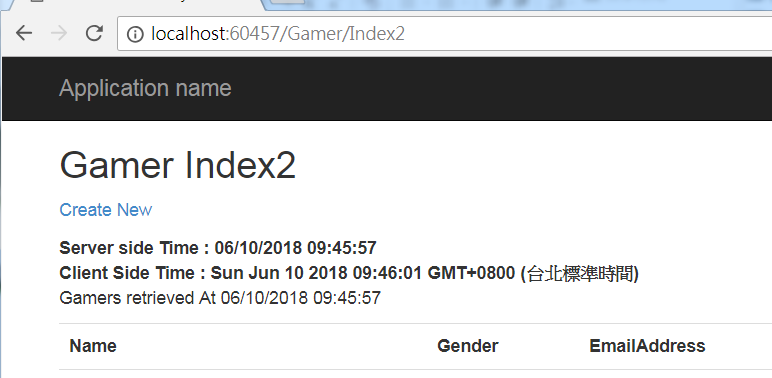 localhost:60457/Gamer/Index2
Application name
Gamer Index2
Create New
Server side Time : 06/10/2018 09:45:57
Client Side Time : Sun Jun 10 2018 09:46:01 GMT+0800 (台北標準時間)
Gamers retrieved At 06/10/2018 09:45:57
Name Gender EmailAddress